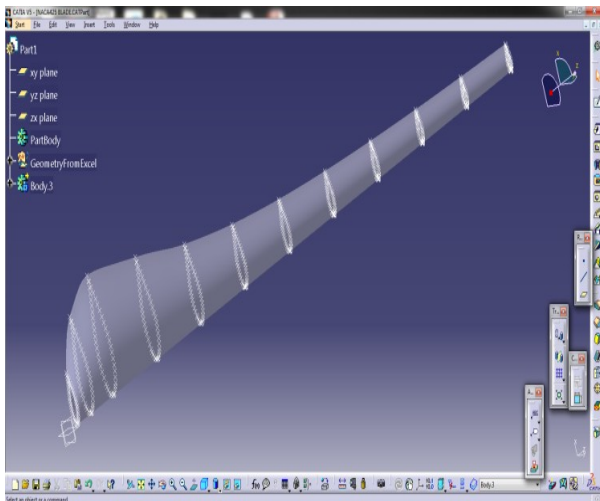 CATIA V5 - [NACA4425 BLADE.CATPart]
Start File Edit View Insert Tools Window Help
Part1
xy plane
yz plane
zx plane
PartBody
GeometryFromExcel
Body.3
Body.3
Select an object or a command